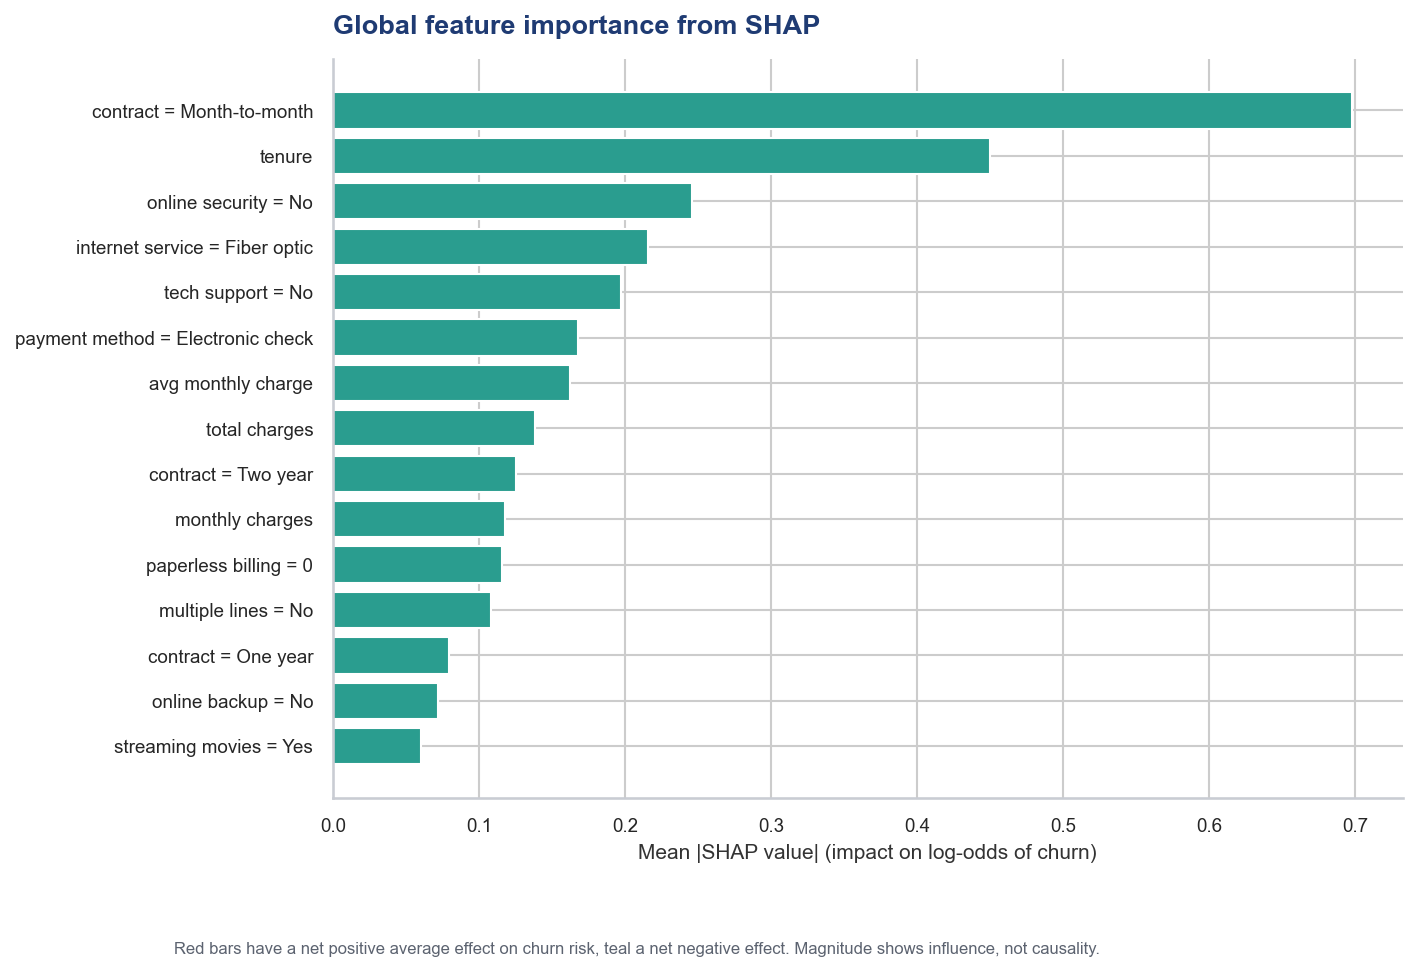 Global feature importance from SHAP
contract = Month-to-month
tenure
online security = No
internet service = Fiber optic
tech support = No
payment method = Electronic check
avg monthly charge
total charges
contract = Two year
monthly charges
paperless billing = 0
multiple lines = No
contract = One year
online backup = No
streaming movies = Yes
0.0 0.1 0.2 0.3 0.4 0.5 0.6 0.7
Mean |SHAP value| (impact on log-odds of churn)
Red bars have a net positive average effect on churn risk, teal a net negative effect. Magnitude shows influence, not causality.